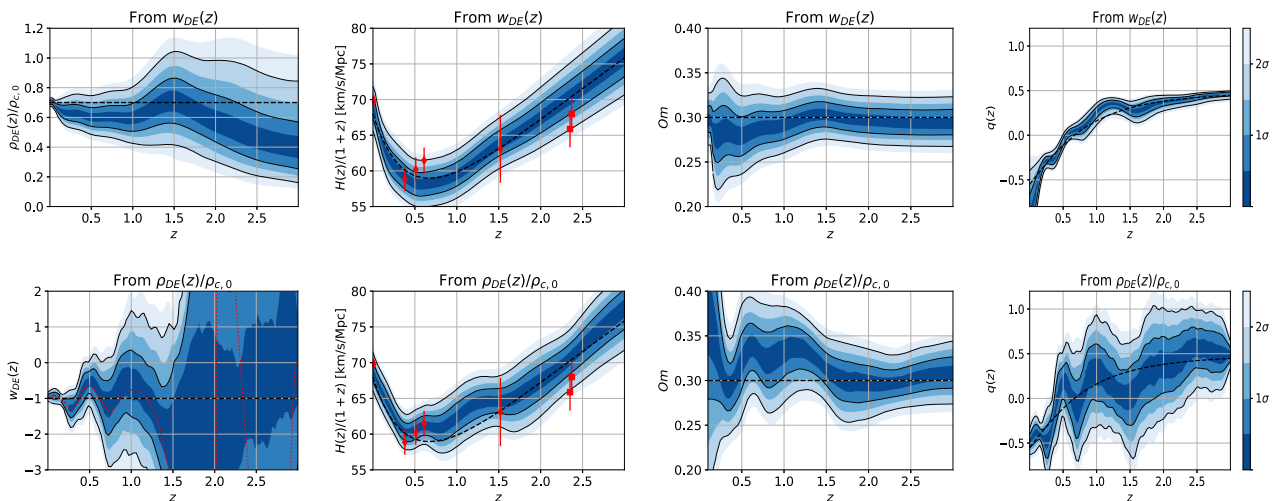 From w_DE(z)
From w_DE(z)
From w_DE(z)
From w_DE(z)
ρ_DE(z)/ρ_c,0
1.2
1.0
0.8
0.6
0.4
0.2
0.0
0.5 1.0 1.5 2.0 2.5
z
H(z)/(1 + z) [km/s/Mpc]
80
75
70
65
60
55
0.5 1.0 1.5 2.0 2.5
z
Om
0.40
0.35
0.30
0.25
0.20
0.5 1.0 1.5 2.0 2.5
z
q(z)
1.0
0.5
0.0
−0.5
0.5 1.0 1.5 2.0 2.5
z
2σ
1σ
From ρ_DE(z)/ρ_c,0
From ρ_DE(z)/ρ_c,0
From ρ_DE(z)/ρ_c,0
From ρ_DE(z)/ρ_c,0
w_DE(z)
2
1
0
−1
−2
−3
0.5 1.0 1.5 2.0 2.5
z
H(z)/(1 + z) [km/s/Mpc]
80
75
70
65
60
55
0.5 1.0 1.5 2.0 2.5
z
Om
0.40
0.35
0.30
0.25
0.20
0.5 1.0 1.5 2.0 2.5
z
q(z)
1.0
0.5
0.0
−0.5
0.5 1.0 1.5 2.0 2.5
z
2σ
1σ